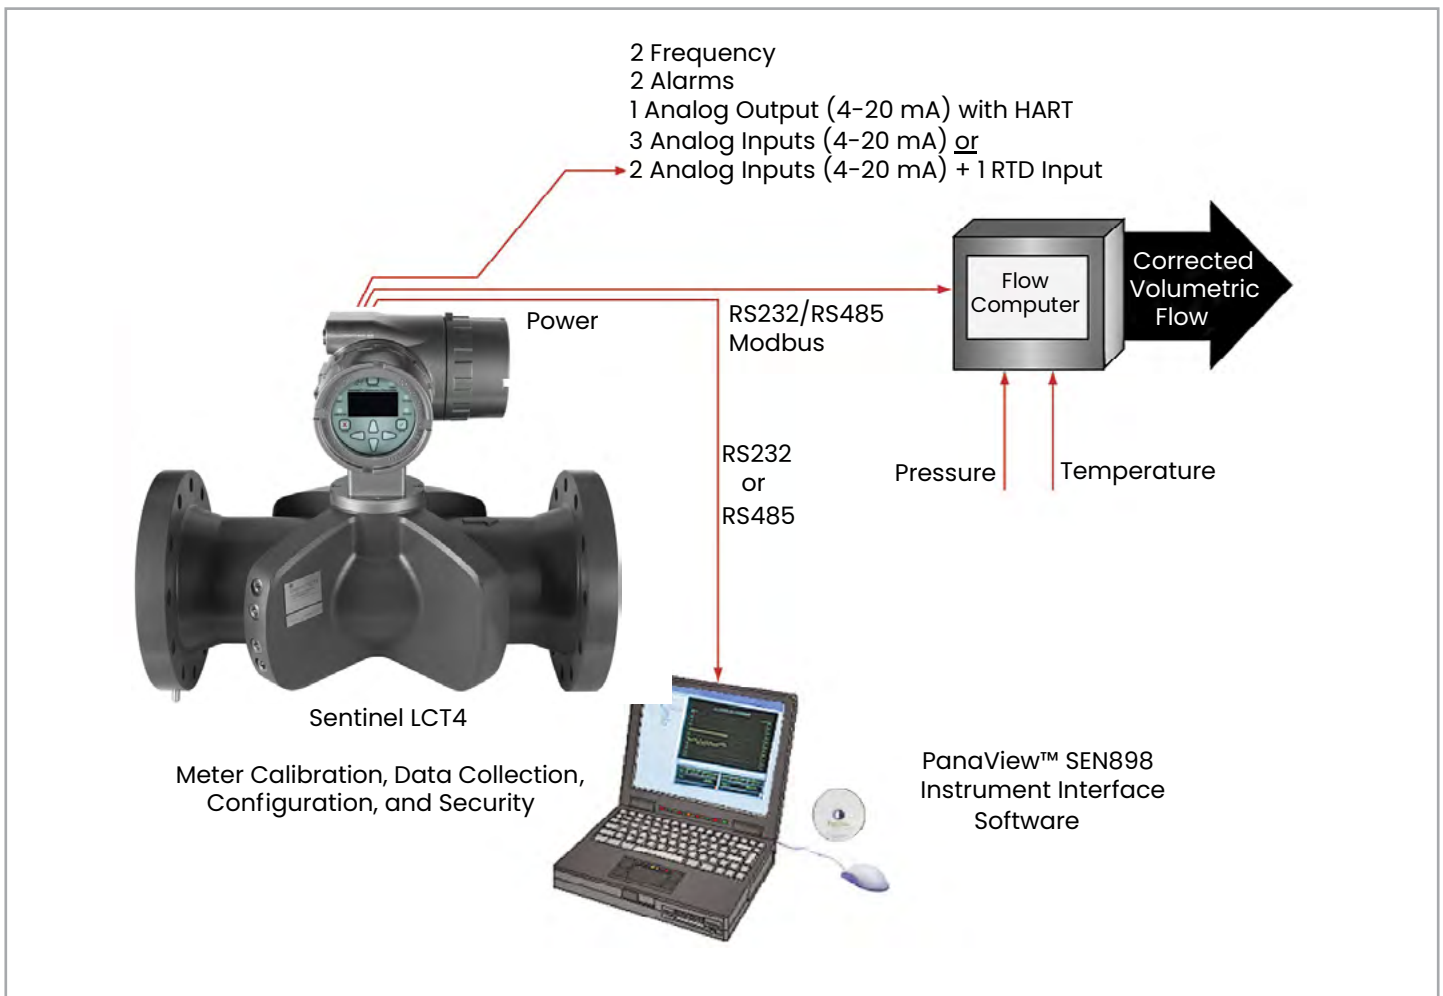 2 Frequency
2 Alarms
1 Analog Output (4-20 mA) with HART
3 Analog Inputs (4-20 mA) or
2 Analog Inputs (4-20 mA) + 1 RTD Input
Power
RS232/RS485
Modbus
Flow
Computer
Corrected
Volumetric
Flow
RS232
or
RS485
Pressure
Temperature
Sentinel LCT4
Meter Calibration, Data Collection,
Configuration, and Security
PanaView™ SEN898
Instrument Interface
Software